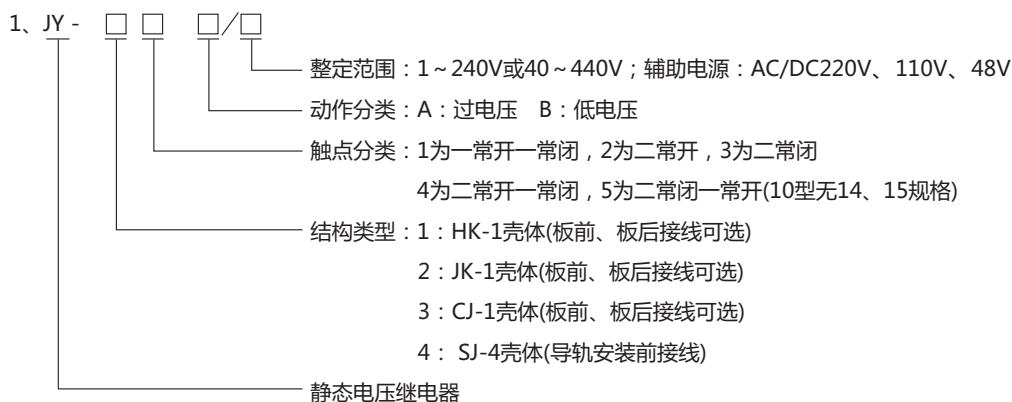 1、JY - □ □ □/□
整定范围：1～240V或40～440V；辅助电源：AC/DC220V、110V、48V
动作分类：A：过电压 B：低电压
触点分类：1为一常开一常闭，2为二常开，3为二常闭
4为二常开一常闭，5为二常闭一常开(10型无14、15规格)
结构类型：1：HK-1壳体(板前、板后接线可选)
2：JK-1壳体(板前、板后接线可选)
3：CJ-1壳体(板前、板后接线可选)
4： SJ-4壳体(导轨安装前接线)
静态电压继电器